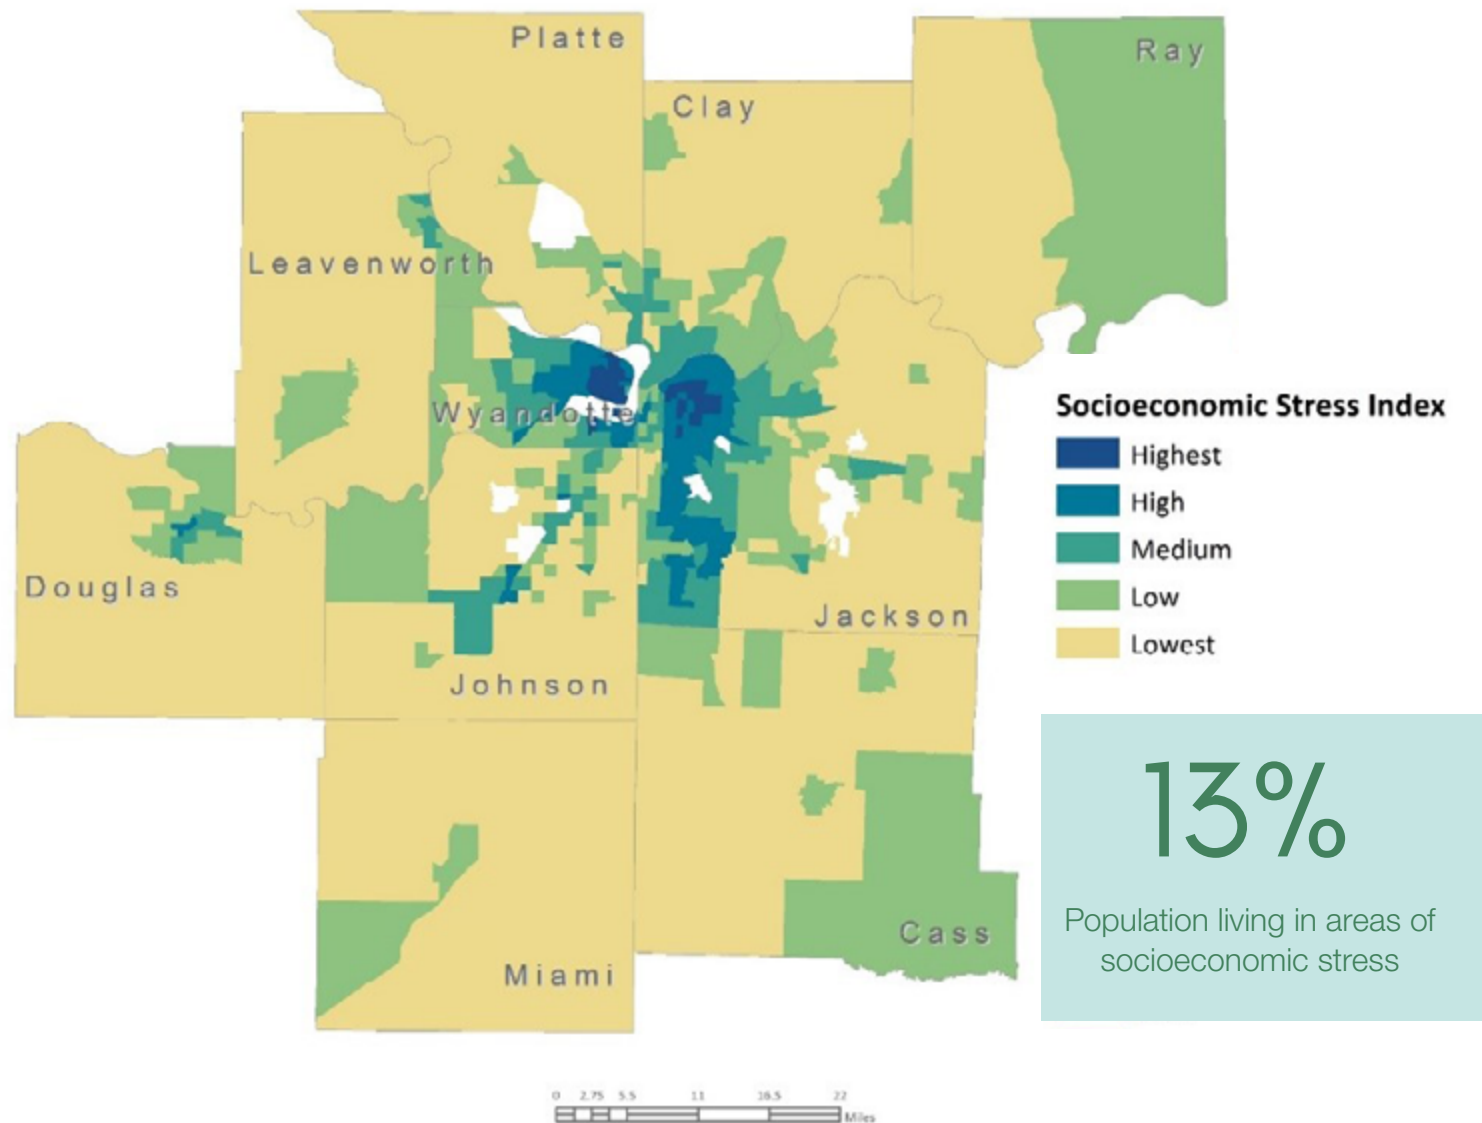 Platte
Ray
Clay
Leavenworth
Wyandotte
Douglas
Jackson
Johnson
Cass
Miami
Socioeconomic Stress Index
Highest
High
Medium
Low
Lowest
13%
Population living in areas of
socioeconomic stress
0 2.75 5.5 11 16.5 22
Miles